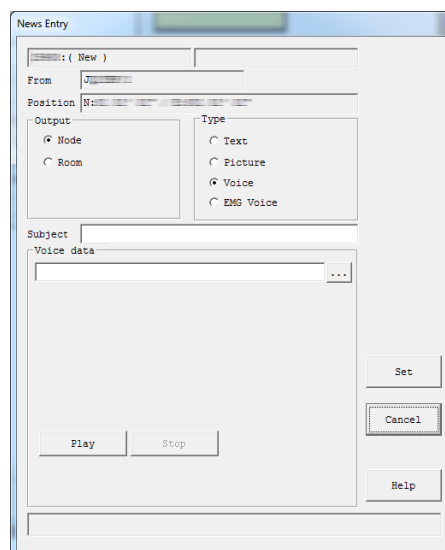 News Entry
:( New )
From J
Position N:
Output
Node
Room
Type
Text
Picture
Voice
EMG Voice
Subject
Voice data
...
Set
Cancel
Play Stop
Help